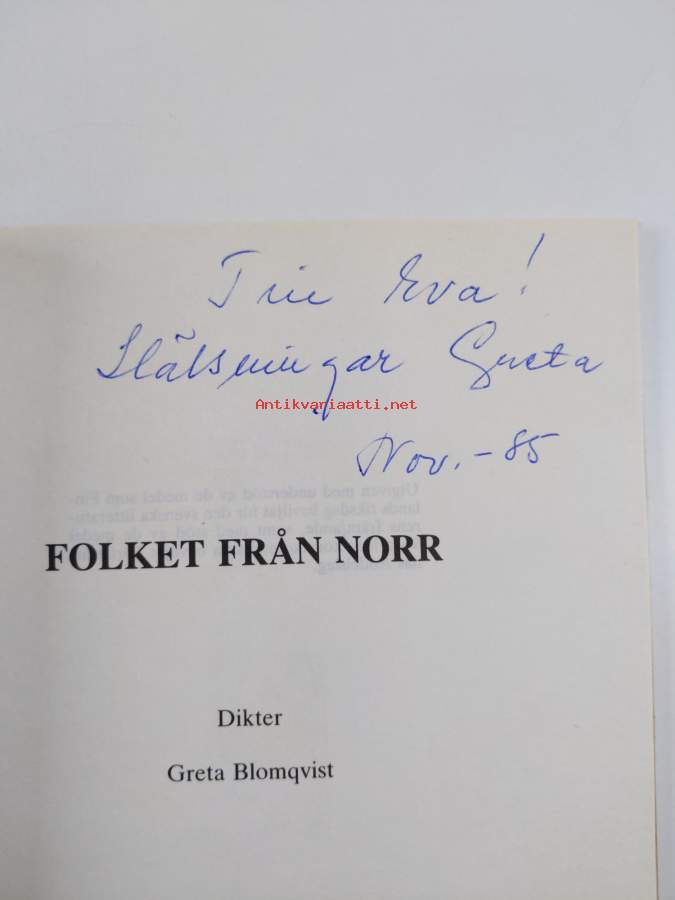 Till Eva!
Hälsningar Greta
Antikvariaatti.net
Nov. -85
FOLKET FRÅN NORR
Dikter
Greta Blomqvist